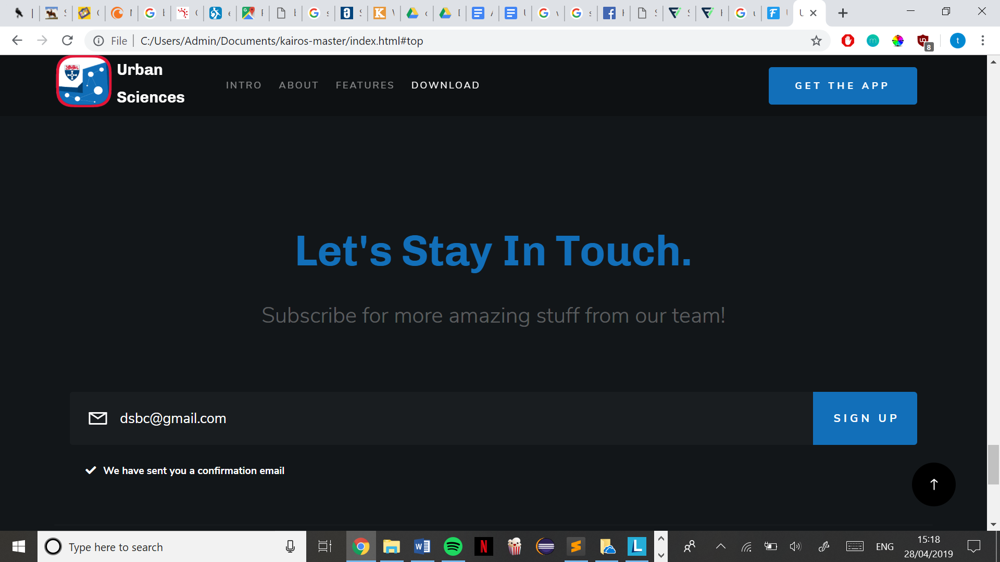 File
C:/Users/Admin/Documents/kairos-master/index.html#top
8
t
Urban
Sciences
INTRO
ABOUT
FEATURES
DOWNLOAD
GET THE APP
Let's Stay In Touch.
Subscribe for more amazing stuff from our team!
dsbc@gmail.com
SIGN UP
We have sent you a confirmation email
Type here to search
ENG
15:18
28/04/2019